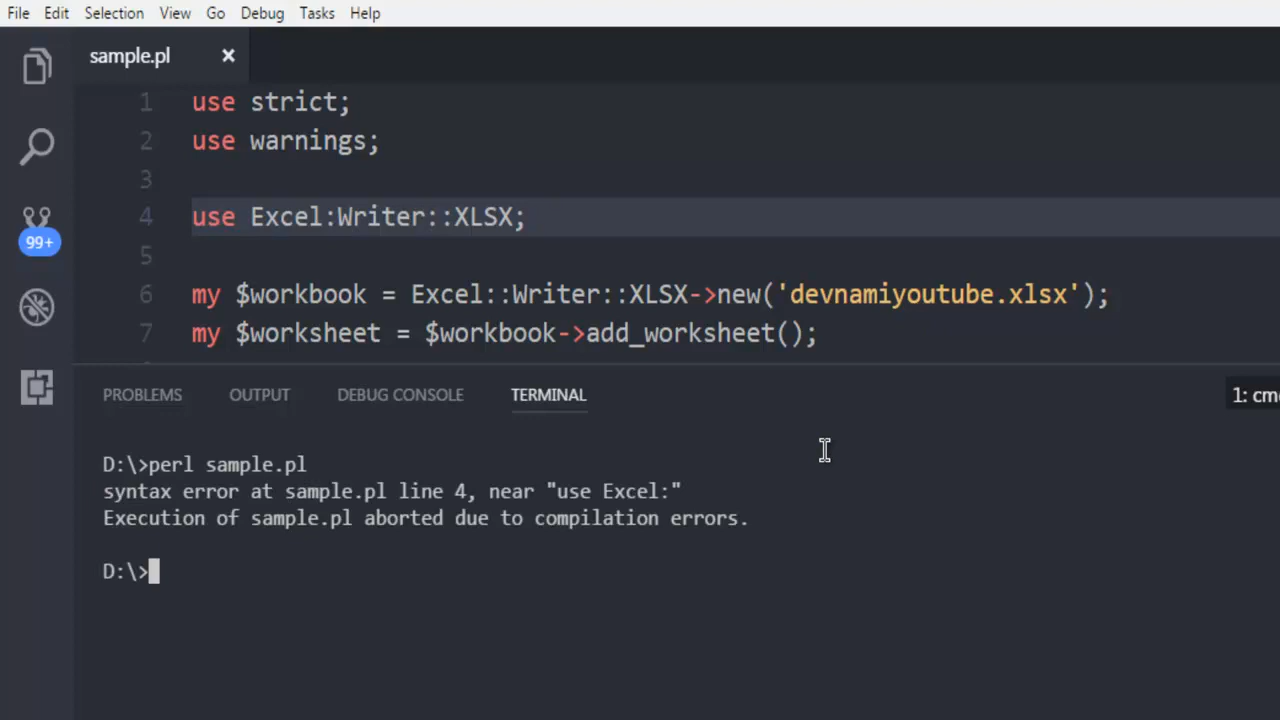 File Edit Selection View Go Debug Tasks Help
sample.pl ×
99+
1 use strict;
2 use warnings;
3
4 use Excel:Writer::XLSX;
5
6 my $workbook = Excel::Writer::XLSX->new('devnamiyoutube.xlsx');
7 my $worksheet = $workbook->add_worksheet();
PROBLEMS OUTPUT DEBUG CONSOLE TERMINAL 1: cm
D:\>perl sample.pl
syntax error at sample.pl line 4, near "use Excel:"
Execution of sample.pl aborted due to compilation errors.
D:\>